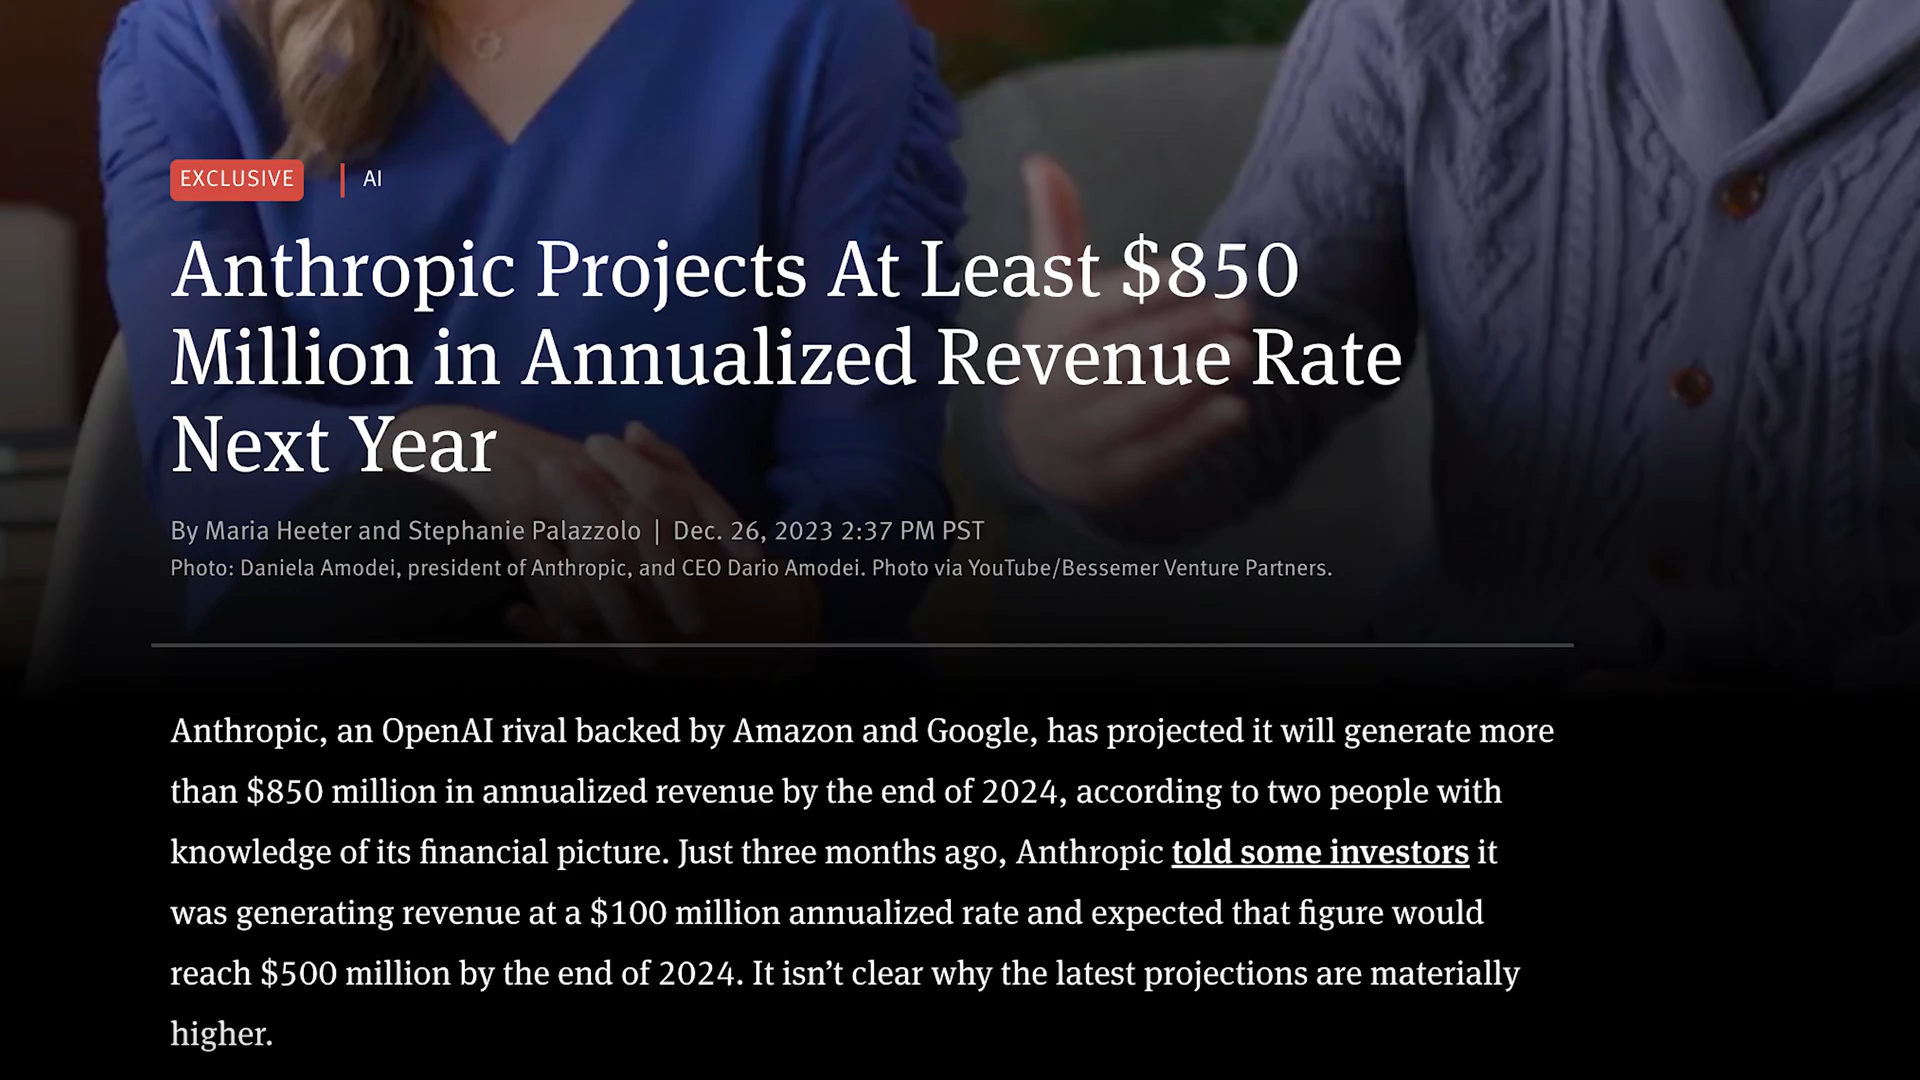 EXCLUSIVE | AI
Anthropic Projects At Least $850
Million in Annualized Revenue Rate
Next Year
By Maria Heeter and Stephanie Palazzolo | Dec. 26, 2023 2:37 PM PST
Photo: Daniela Amodei, president of Anthropic, and CEO Dario Amodei. Photo via YouTube/Bessemer Venture Partners.
Anthropic, an OpenAI rival backed by Amazon and Google, has projected it will generate more
than $850 million in annualized revenue by the end of 2024, according to two people with
knowledge of its financial picture. Just three months ago, Anthropic told some investors it
was generating revenue at a $100 million annualized rate and expected that figure would
reach $500 million by the end of 2024. It isn’t clear why the latest projections are materially
higher.